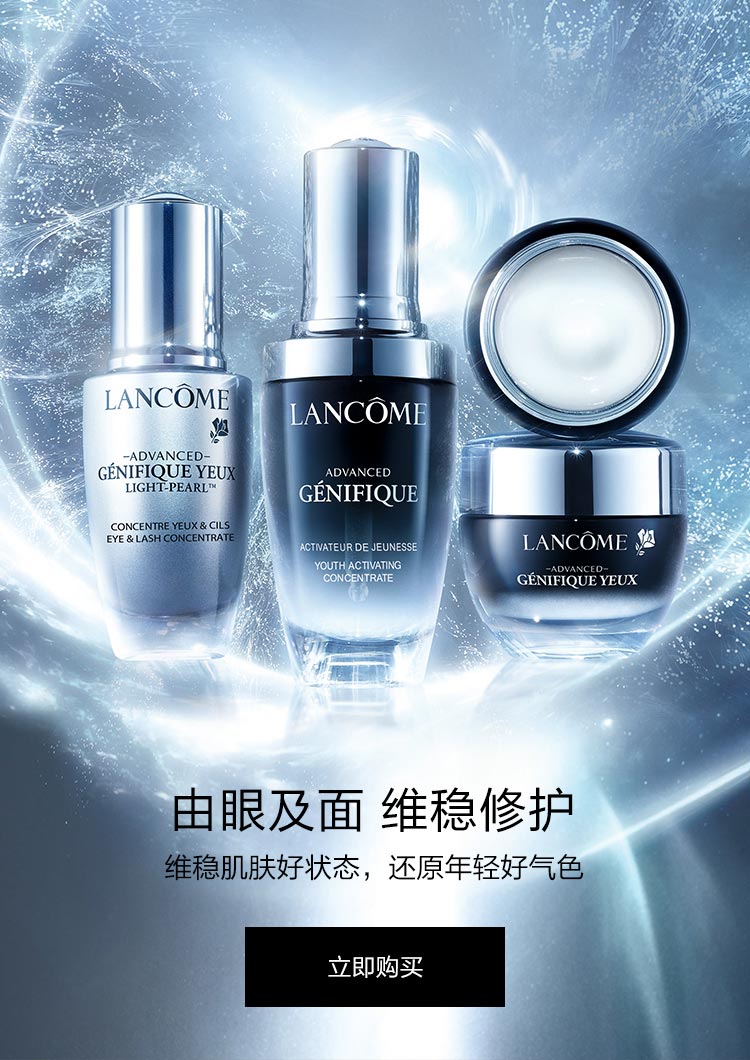 LANCÔME
–ADVANCED–
GÉNIFIQUE YEUX
LIGHT-PEARL™
CONCENTRE YEUX & CILS
EYE & LASH CONCENTRATE
LANCÔME
ADVANCED
GÉNIFIQUE
ACTIVATEUR DE JEUNESSE
YOUTH ACTIVATING
CONCENTRATE
LANCÔME
–ADVANCED–
GÉNIFIQUE YEUX
由眼及面 维稳修护
维稳肌肤好状态，还原年轻好气色
立即购买